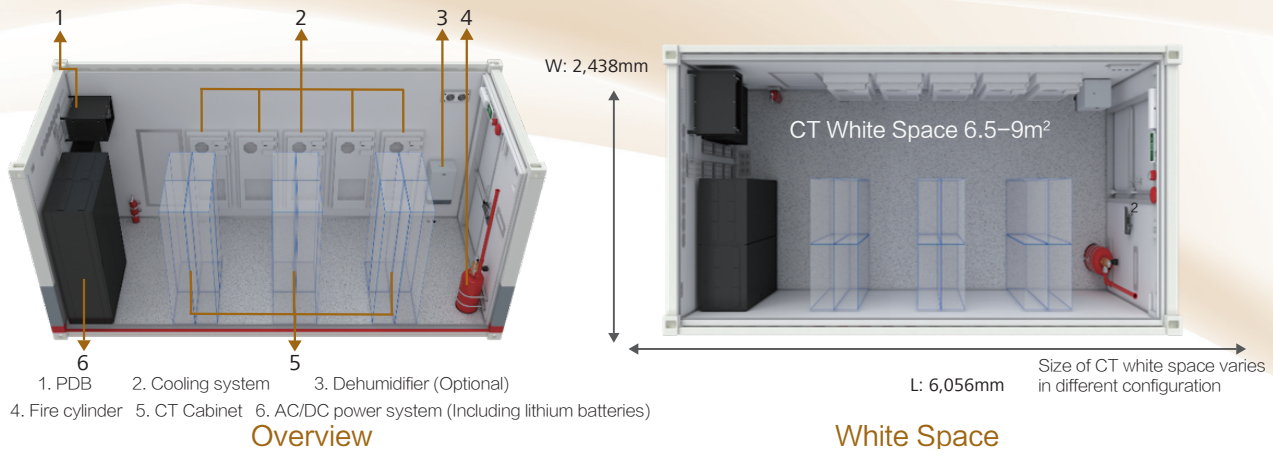 1
2
3
4
6
5
1. PDB 2. Cooling system 3. Dehumidifier (Optional)
4. Fire cylinder 5. CT Cabinet 6. AC/DC power system (Including lithium batteries)
Overview
W: 2,438mm
CT White Space 6.5–9m²
2
L: 6,056mm
Size of CT white space varies
in different configuration
White Space